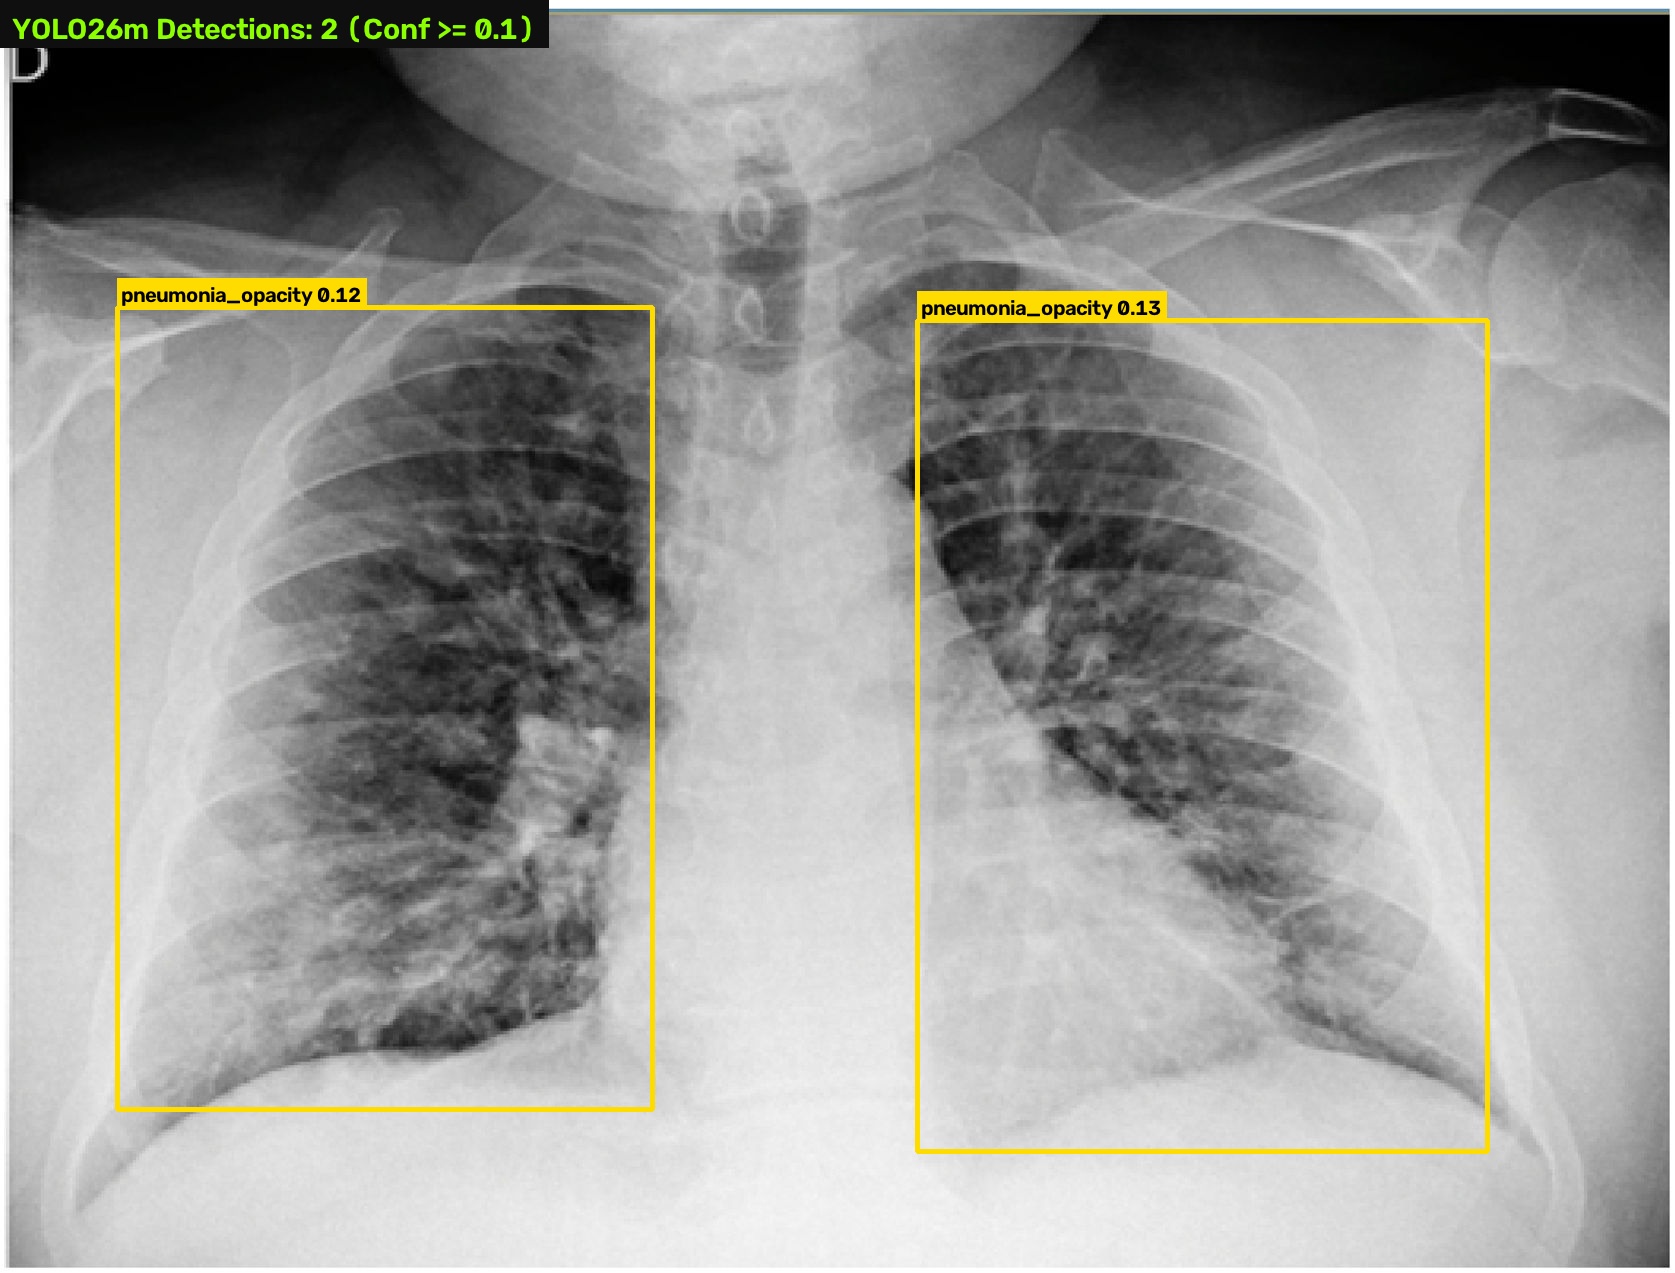 YOLO26m Detections: 2 (Conf >= 0.1)
D
pneumonia_opacity 0.12
pneumonia_opacity 0.13